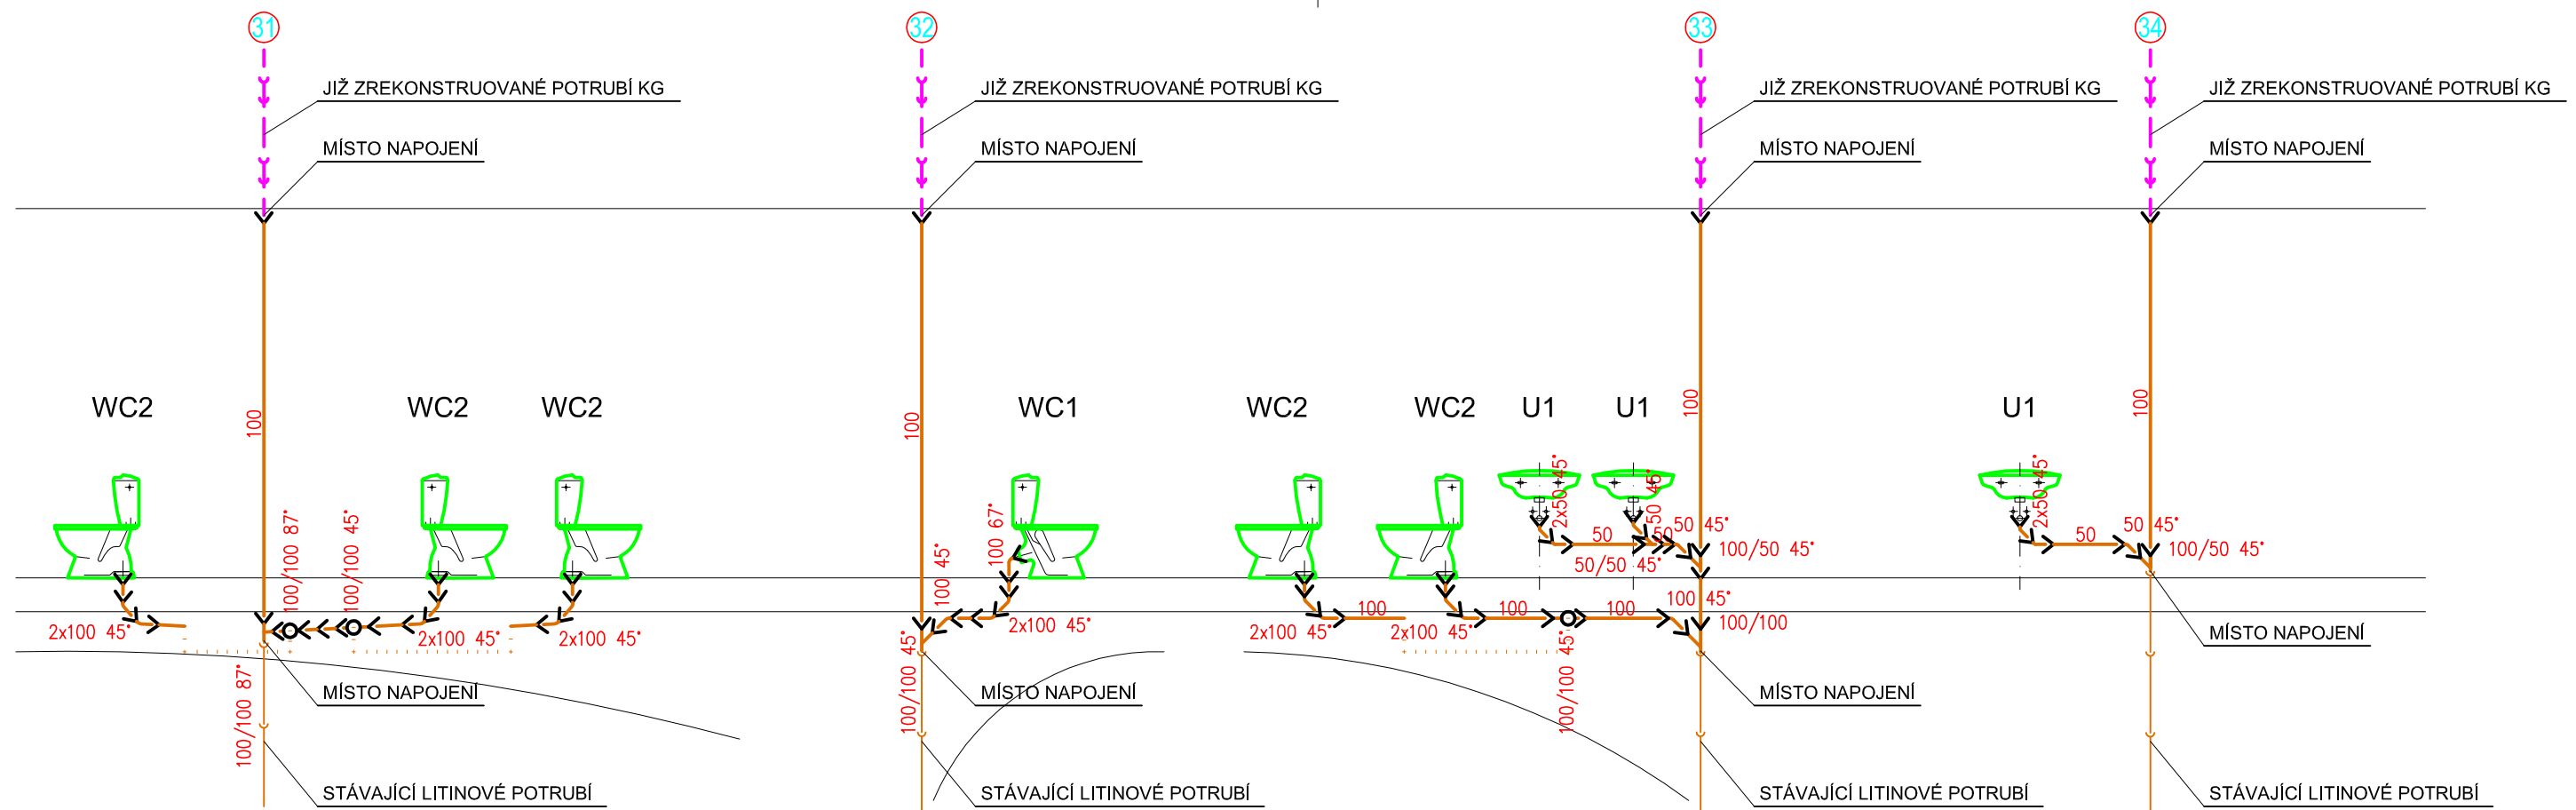 31
32
33
34
JIŽ ZREKONSTRUOVANÉ POTRUBÍ KG
JIŽ ZREKONSTRUOVANÉ POTRUBÍ KG
JIŽ ZREKONSTRUOVANÉ POTRUBÍ KG
JIŽ ZREKONSTRUOVANÉ POTRUBÍ KG
MÍSTO NAPOJENÍ
MÍSTO NAPOJENÍ
MÍSTO NAPOJENÍ
MÍSTO NAPOJENÍ
WC2
100
WC2
WC2
100
WC1
WC2
WC2
U1
U1
100
U1
100
100/100 87°
100/100 45°
100 45°
100 67°
2x50 45°
50 45°
2x50 45°
50
50
50 45°
50/50 45°
100/50 45°
50
50 45°
100/50 45°
2x100 45°
2x100 45°
2x100 45°
2x100 45°
2x100 45°
100
2x100 45°
100
100
100 45°
100/100
100/100 87°
100/100 45°
100/100 45°
MÍSTO NAPOJENÍ
MÍSTO NAPOJENÍ
MÍSTO NAPOJENÍ
MÍSTO NAPOJENÍ
STÁVAJÍCÍ LITINOVÉ POTRUBÍ
STÁVAJÍCÍ LITINOVÉ POTRUBÍ
STÁVAJÍCÍ LITINOVÉ POTRUBÍ
STÁVAJÍCÍ LITINOVÉ POTRUBÍ